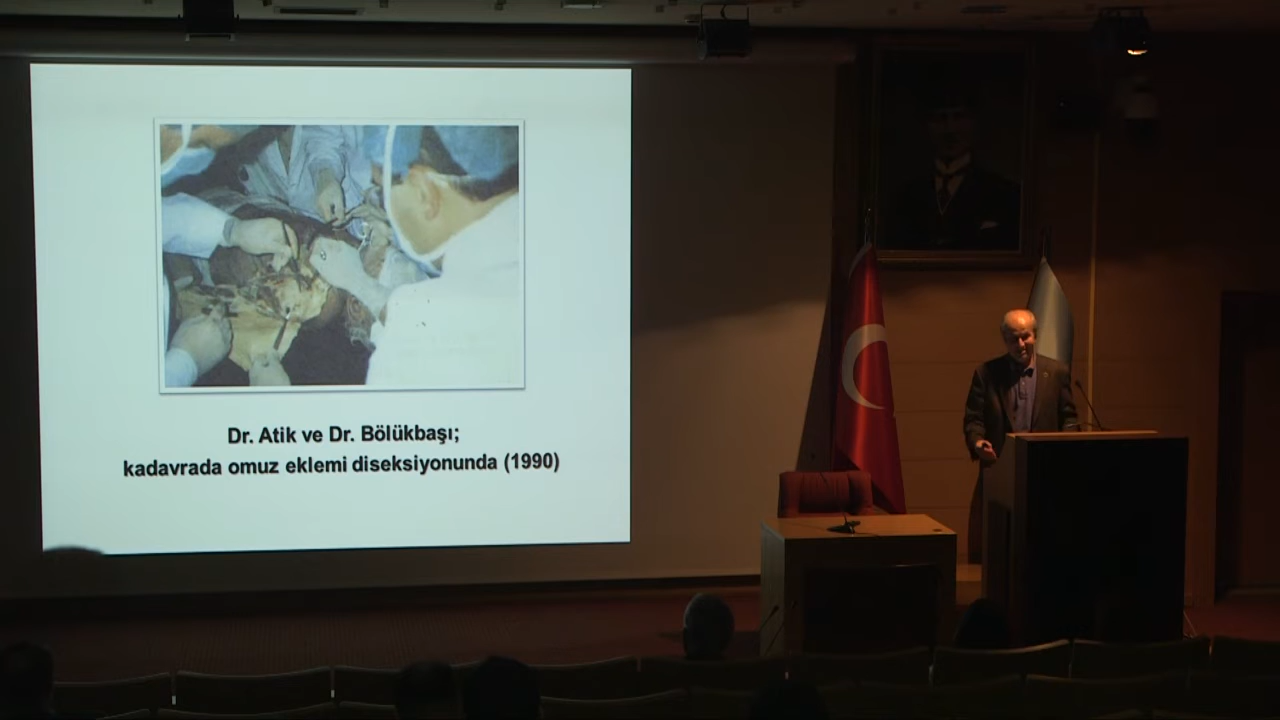 Dr. Atik ve Dr. Bölükbaşı;
kadavrada omuz eklemi diseksiyonunda (1990)